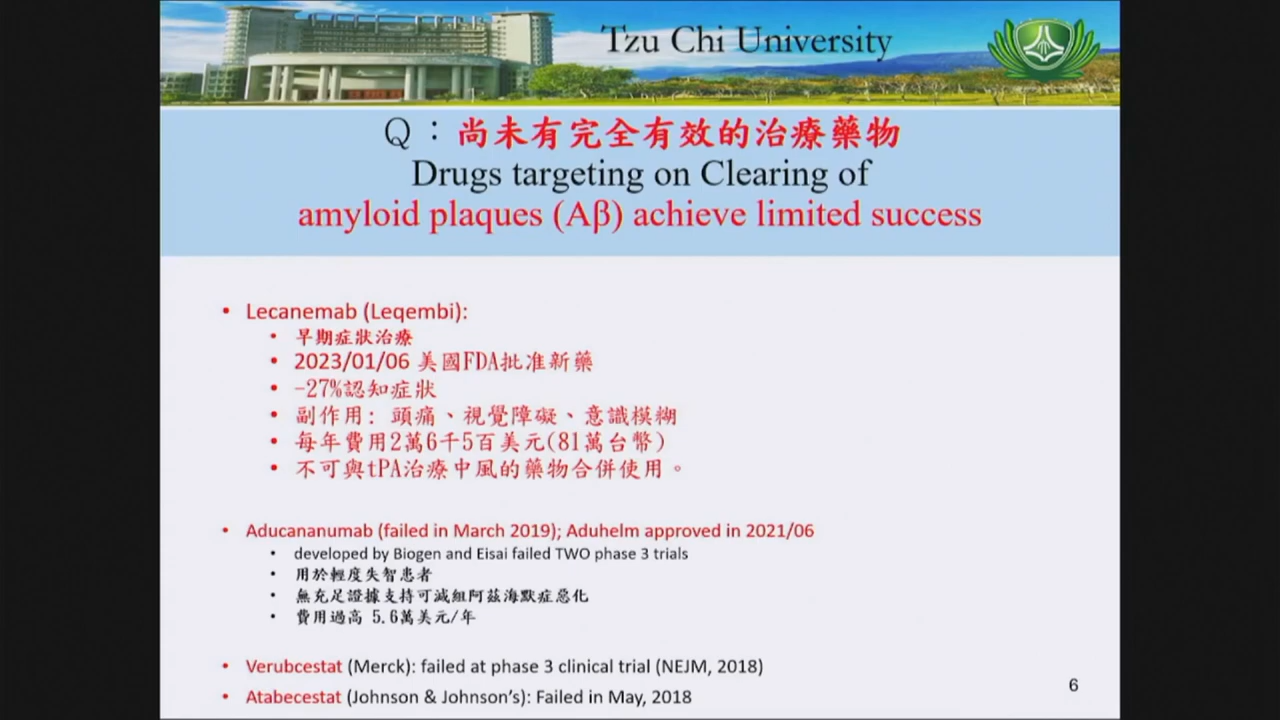 Tzu Chi University
Q：尚未有完全有效的治療藥物
Drugs targeting on Clearing of
amyloid plaques (Aβ) achieve limited success
• Lecanemab (Leqembi):
• 早期症狀治療
• 2023/01/06 美國FDA批准新藥
• -27%認知症狀
• 副作用: 頭痛、視覺障礙、意識模糊
• 每年費用2萬6千5百美元(81萬台幣)
• 不可與tPA治療中風的藥物合併使用。
• Aducananumab (failed in March 2019); Aduhelm approved in 2021/06
• developed by Biogen and Eisai failed TWO phase 3 trials
• 用於輕度失智患者
• 無充足證據支持可減組阿茲海默症惡化
• 費用過高 5.6萬美元/年
• Verubcestat (Merck): failed at phase 3 clinical trial (NEJM, 2018)
• Atabecestat (Johnson & Johnson's): Failed in May, 2018
6